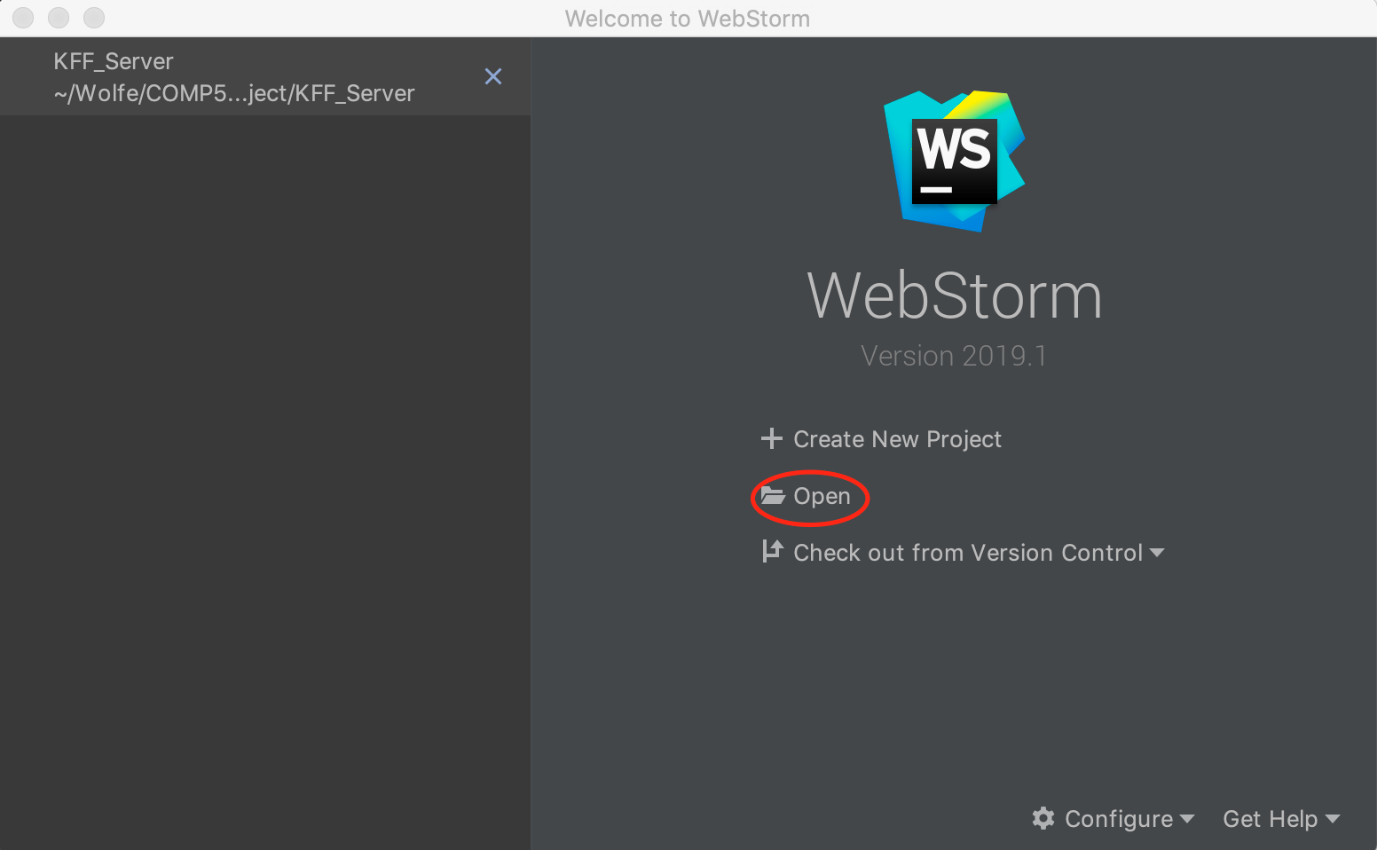 Welcome to WebStorm
KFF_Server
~/Wolfe/COMP5...ject/KFF_Server
WS
WebStorm
Version 2019.1
Create New Project
Open
Check out from Version Control
Configure
Get Help